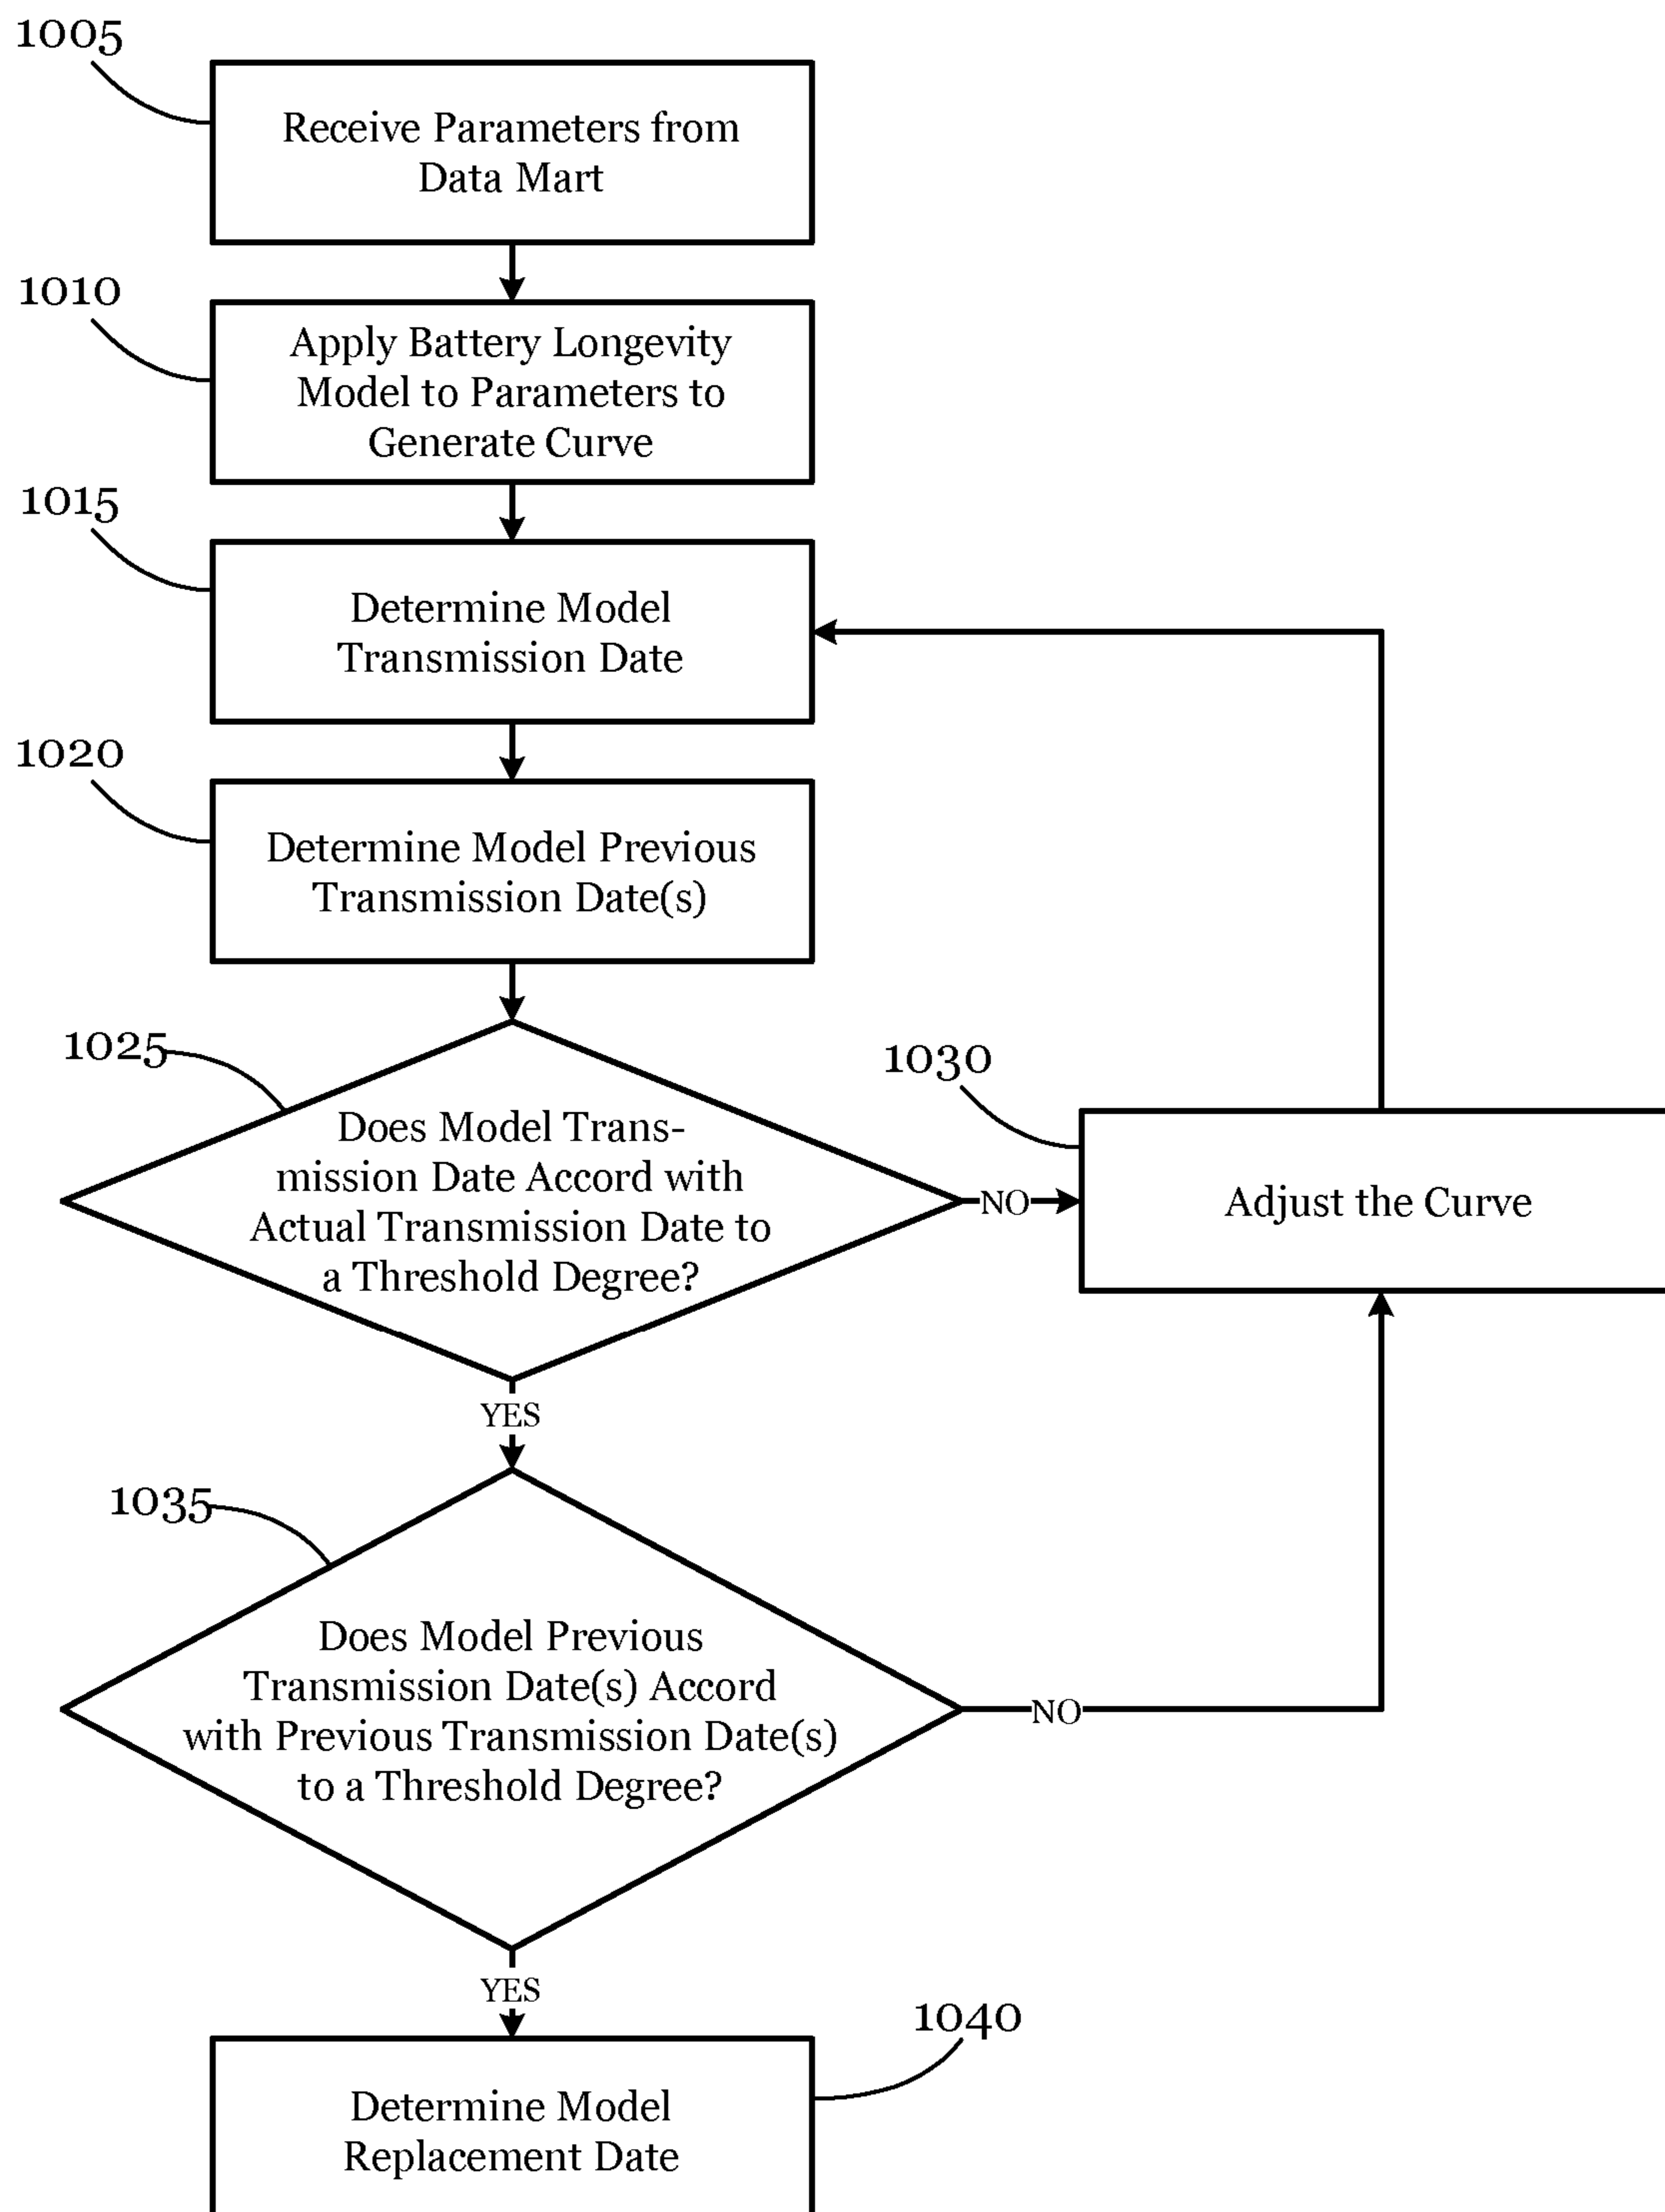 1005
Receive Parameters from
Data Mart
1010
Apply Battery Longevity
Model to Parameters to
Generate Curve
1015
Determine Model
Transmission Date
1020
Determine Model Previous
Transmission Date(s)
1025
Does Model Trans-
mission Date Accord with
Actual Transmission Date to
a Threshold Degree?
NO
1030
Adjust the Curve
YES
1035
Does Model Previous
Transmission Date(s) Accord
with Previous Transmission Date(s)
to a Threshold Degree?
NO
YES
1040
Determine Model
Replacement Date